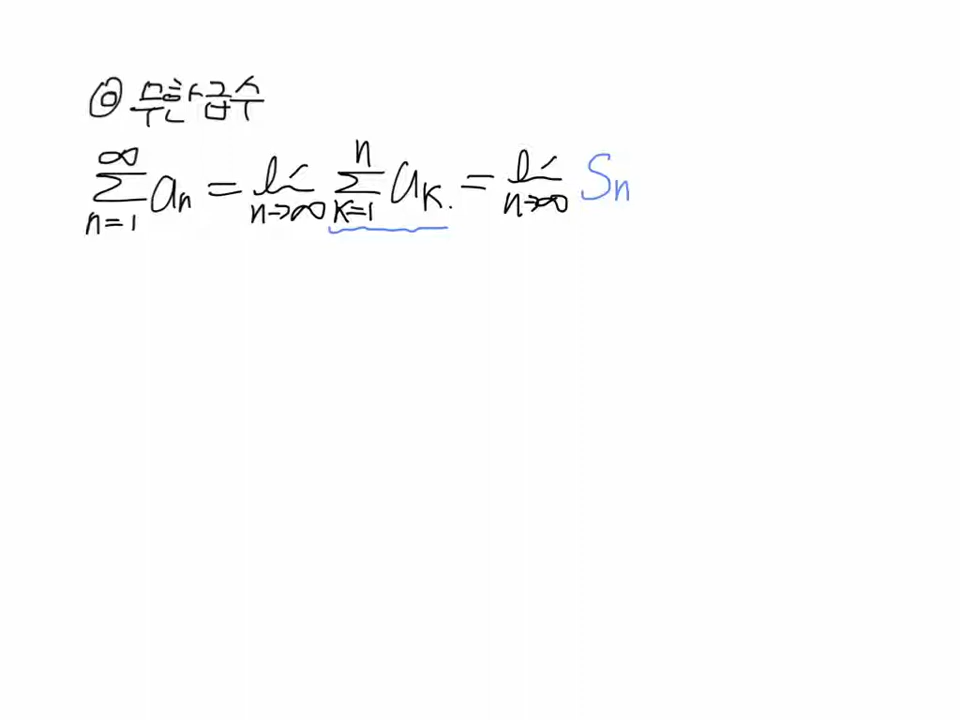 ◎ 무한급수
∑_{n=1}^{∞} a_n = lim_{n→∞} ∑_{k=1}^{n} a_k. = lim_{n→∞} S_n